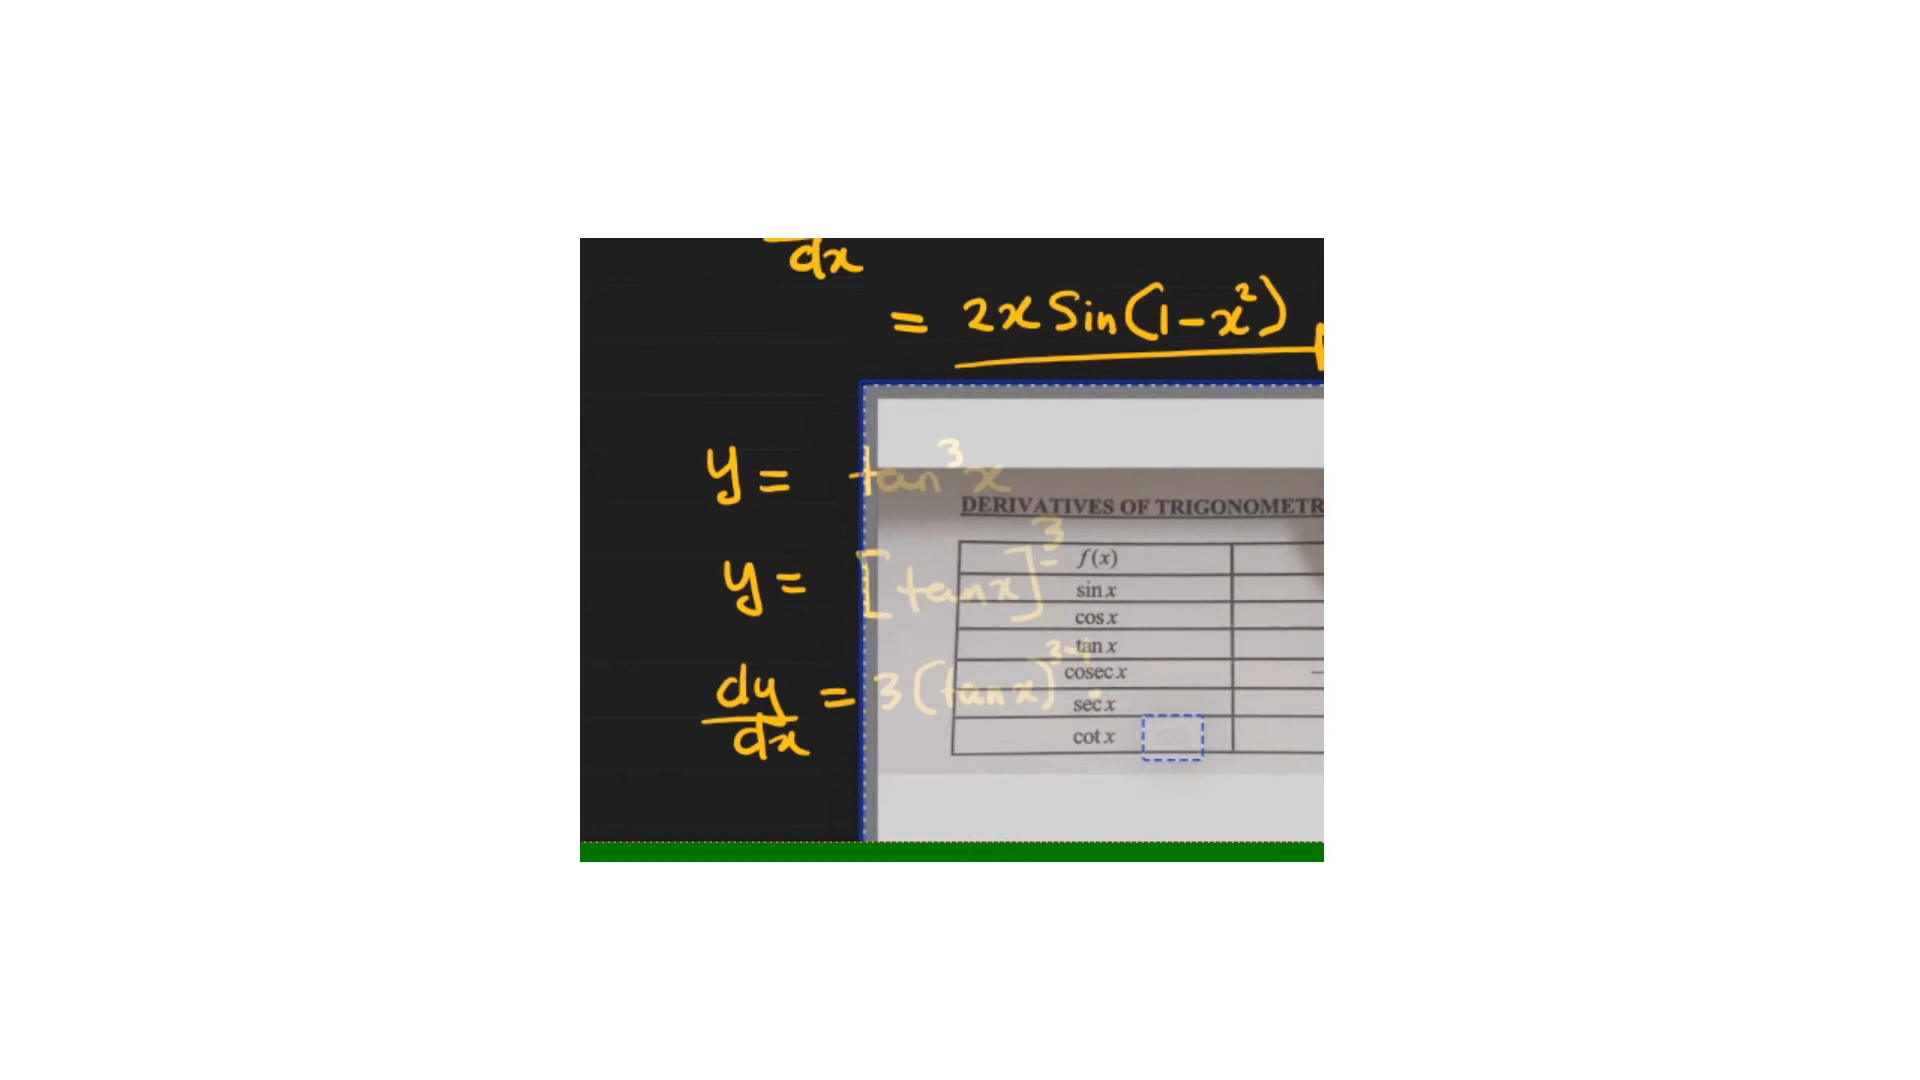 dx
= 2x Sin(1-x²)
y = tan³x
DERIVATIVES OF TRIGONOMETR
y = [tanx]³
f(x)
sin x
cos x
tan x
cosec x
dy/dx = 3(tanx)³⁻¹ .
sec x
cot x